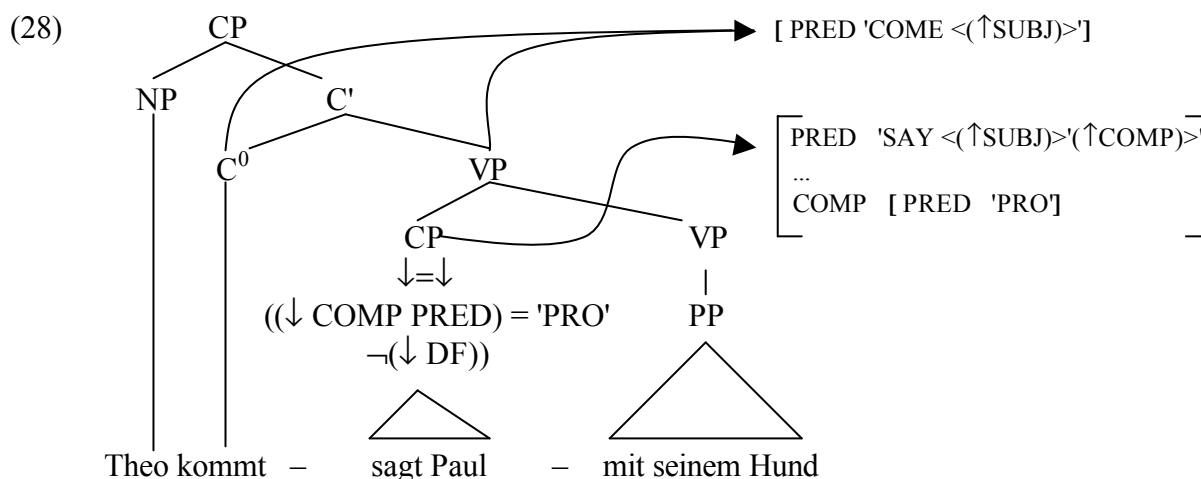 (28)
CP
[ PRED 'COME <(↑SUBJ)>']
NP
C'
PRED 'SAY <(↑SUBJ)>'(↑COMP)>'
C⁰
VP
...
COMP [ PRED 'PRO']
CP
VP
↓=↓
((↓ COMP PRED) = 'PRO'
PP
¬(↓ DF))
Theo kommt – sagt Paul – mit seinem Hund